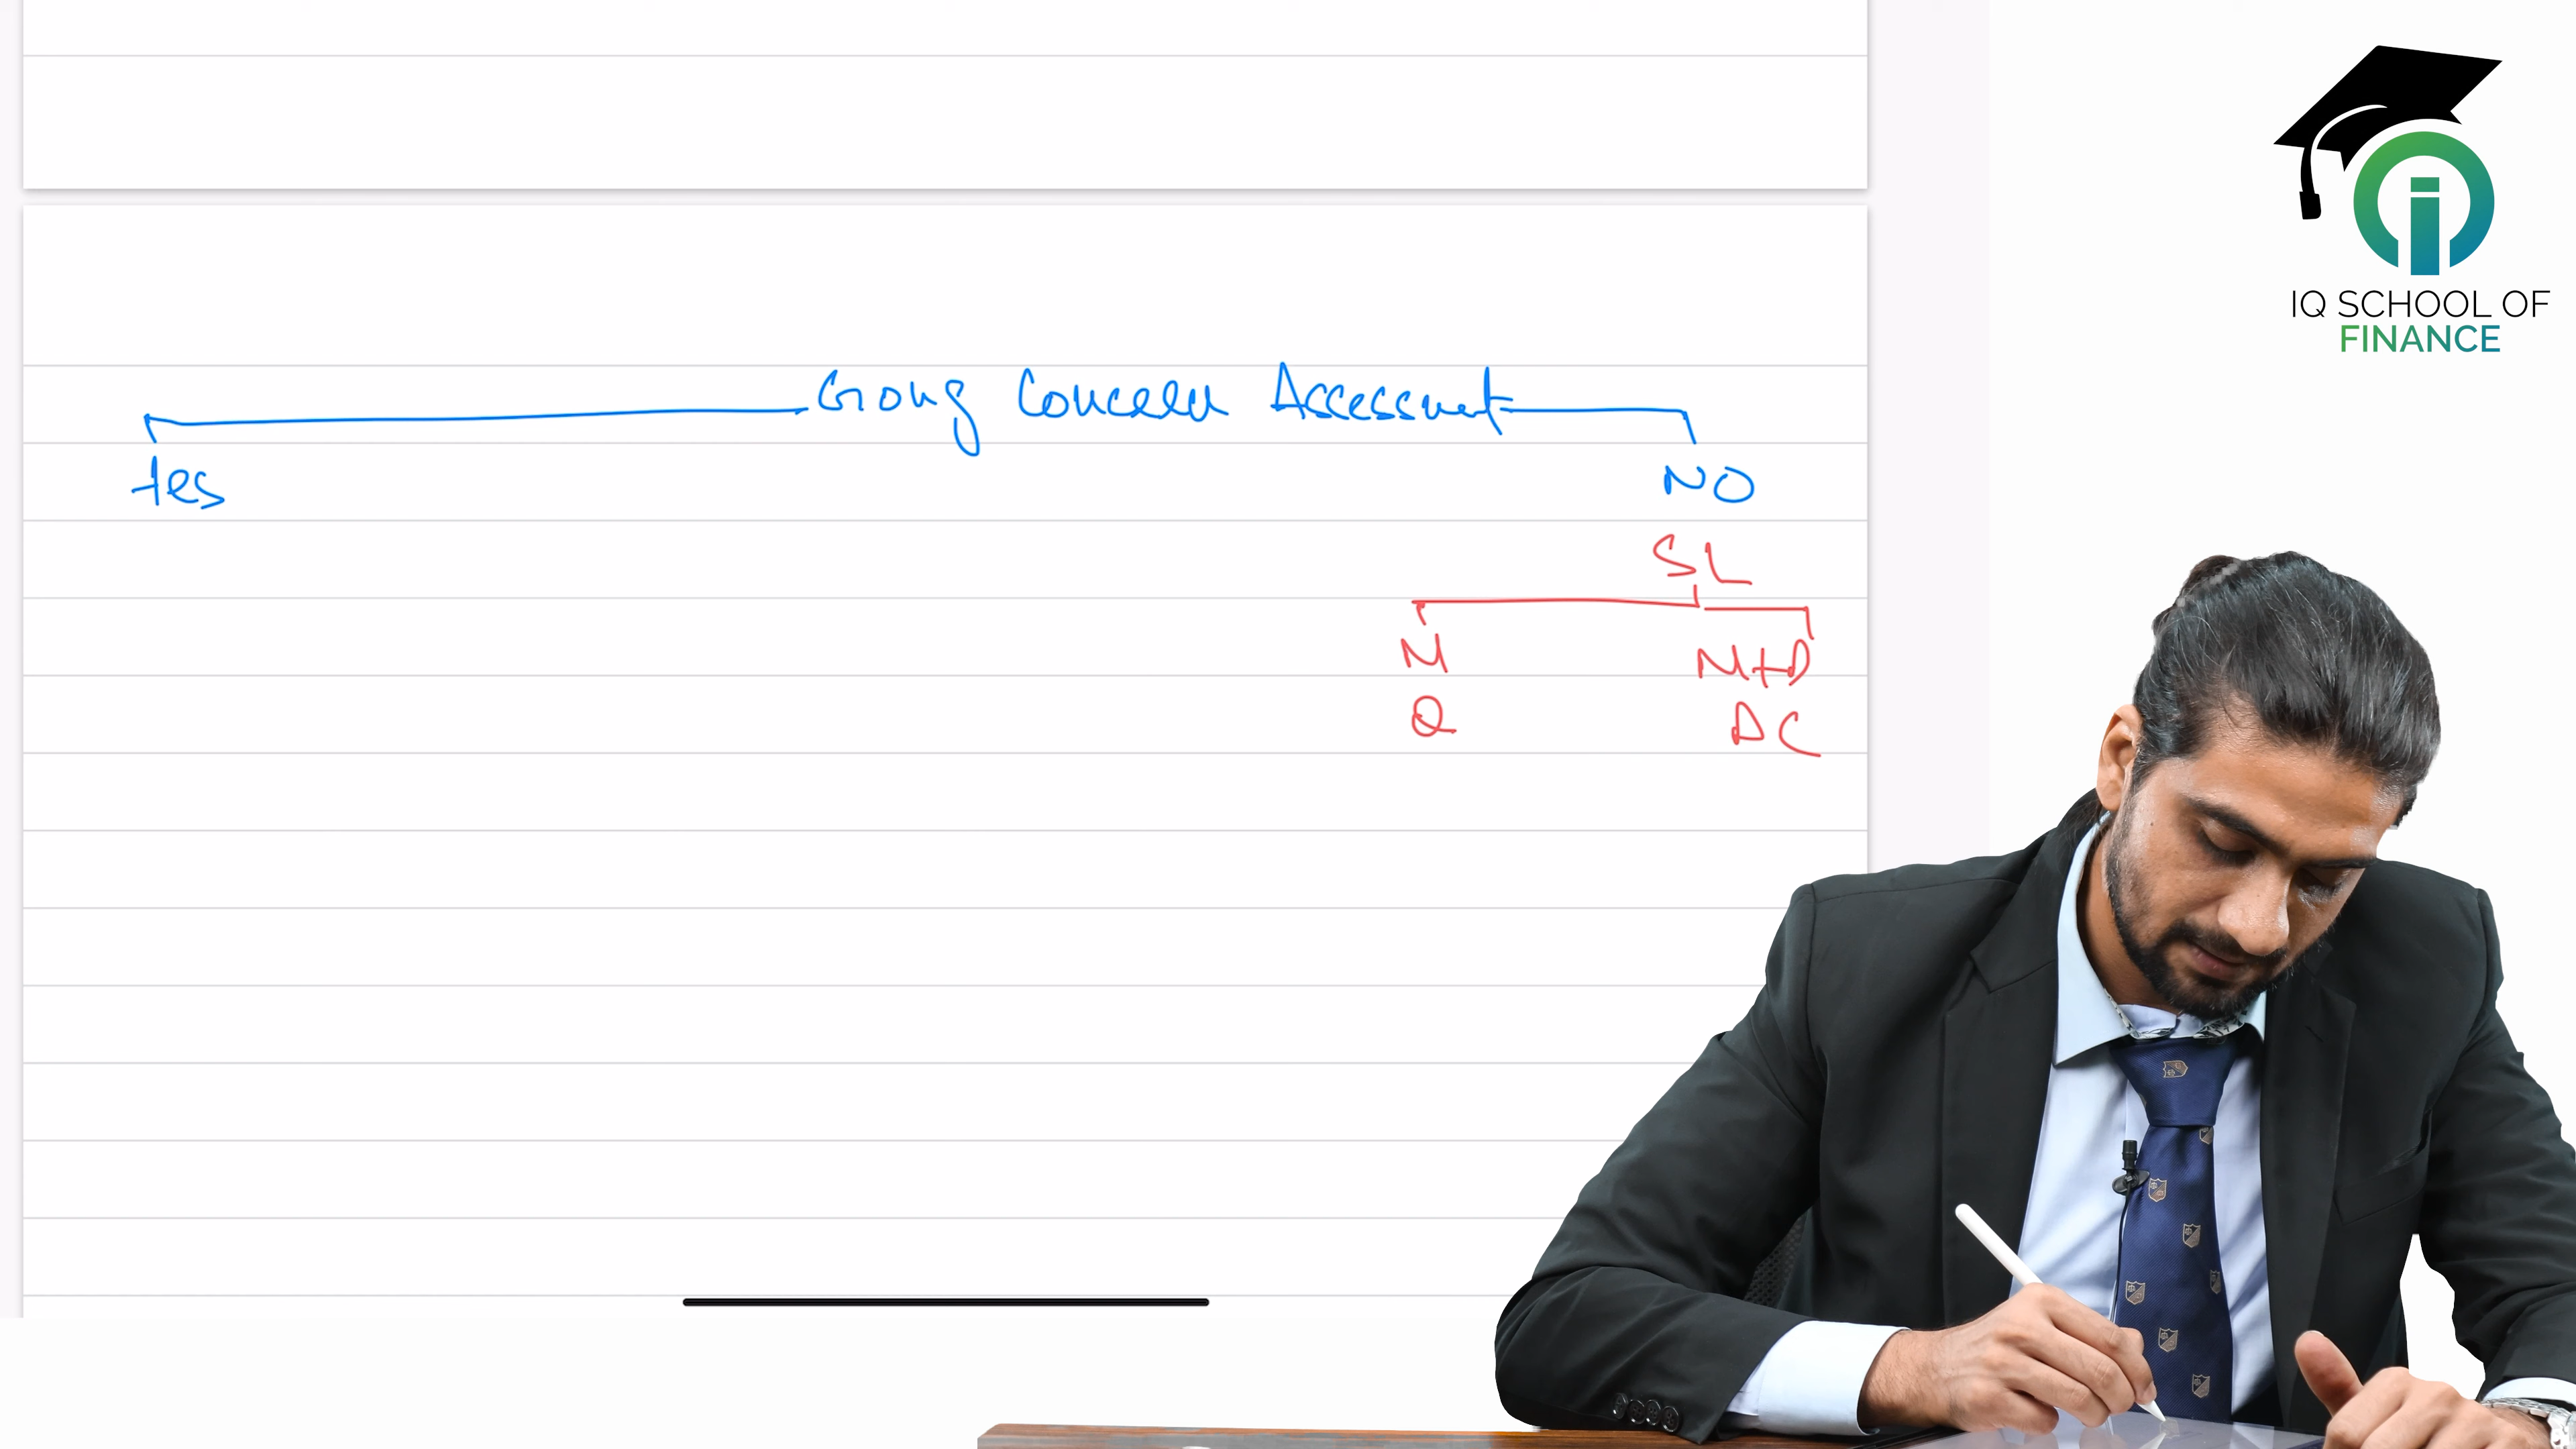 IQ SCHOOL OF
FINANCE
Going Concern Assessment
Yes
NO
SL
M
M+D
Q
DC